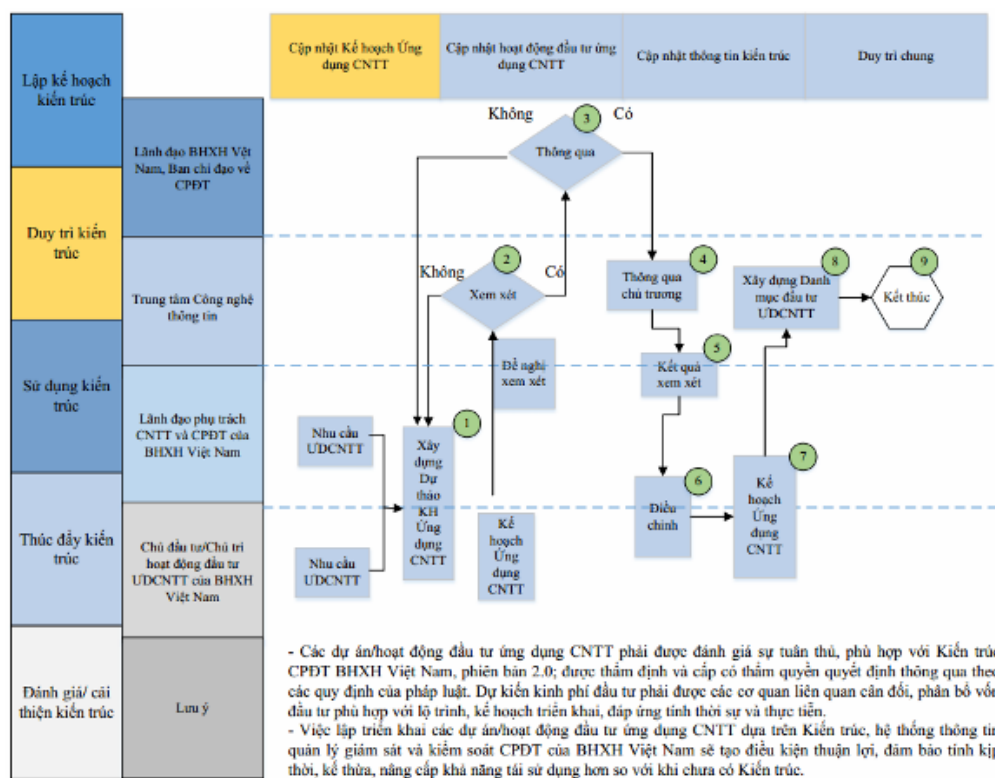 Lập kế hoạch
kiến trúc
Duy trì kiến
trúc
Sử dụng kiến
trúc
Thúc đẩy kiến
trúc
Đánh giá/ cải
thiện kiến trúc
Lãnh đạo BHXH Việt
Nam, Ban chỉ đạo về
CPĐT
Trung tâm Công nghệ
thông tin
Lãnh đạo phụ trách
CNTT và CPĐT của
BHXH Việt Nam
Chủ đầu tư/Chủ trì
hoạt động đầu tư
ƯDCNTT của BHXH
Việt Nam
Lưu ý
Cập nhật Kế hoạch Ứng
dụng CNTT
Cập nhật hoạt động đầu tư ứng
dụng CNTT
Cập nhật thông tin kiến trúc
Duy trì chung
Không
3
Có
Thông qua
Không
2
Có
Xem xét
Đề nghị
xem xét
Nhu cầu
ƯDCNTT
Nhu cầu
ƯDCNTT
1
Xây
dựng
Dự
thảo
KH
Ứng
dụng
CNTT
Kế
hoạch
Ứng
dụng
CNTT
4
Thông qua
chủ trương
5
Kết quả
xem xét
6
Điều
chỉnh
7
Kế
hoạch
Ứng
dụng
CNTT
8
Xây dựng Danh
mục đầu tư
ƯDCNTT
9
Kết thúc
- Các dự án/hoạt động đầu tư ứng dụng CNTT phải được đánh giá sự tuân thủ, phù hợp với Kiến trúc
CPĐT BHXH Việt Nam, phiên bản 2.0; được thẩm định và cấp có thẩm quyền quyết định thông qua theo
các quy định của pháp luật. Dự kiến kinh phí đầu tư phải được các cơ quan liên quan cân đối, phân bổ vốn
đầu tư phù hợp với lộ trình, kế hoạch triển khai, đáp ứng tính thời sự và thực tiễn.
- Việc lập triển khai các dự án/hoạt động đầu tư ứng dụng CNTT dựa trên Kiến trúc, hệ thống thông tin
quản lý giám sát và kiểm soát CPĐT của BHXH Việt Nam sẽ tạo điều kiện thuận lợi, đảm bảo tính kịp
thời, kế thừa, nâng cấp khả năng tái sử dụng hơn so với khi chưa có Kiến trúc.